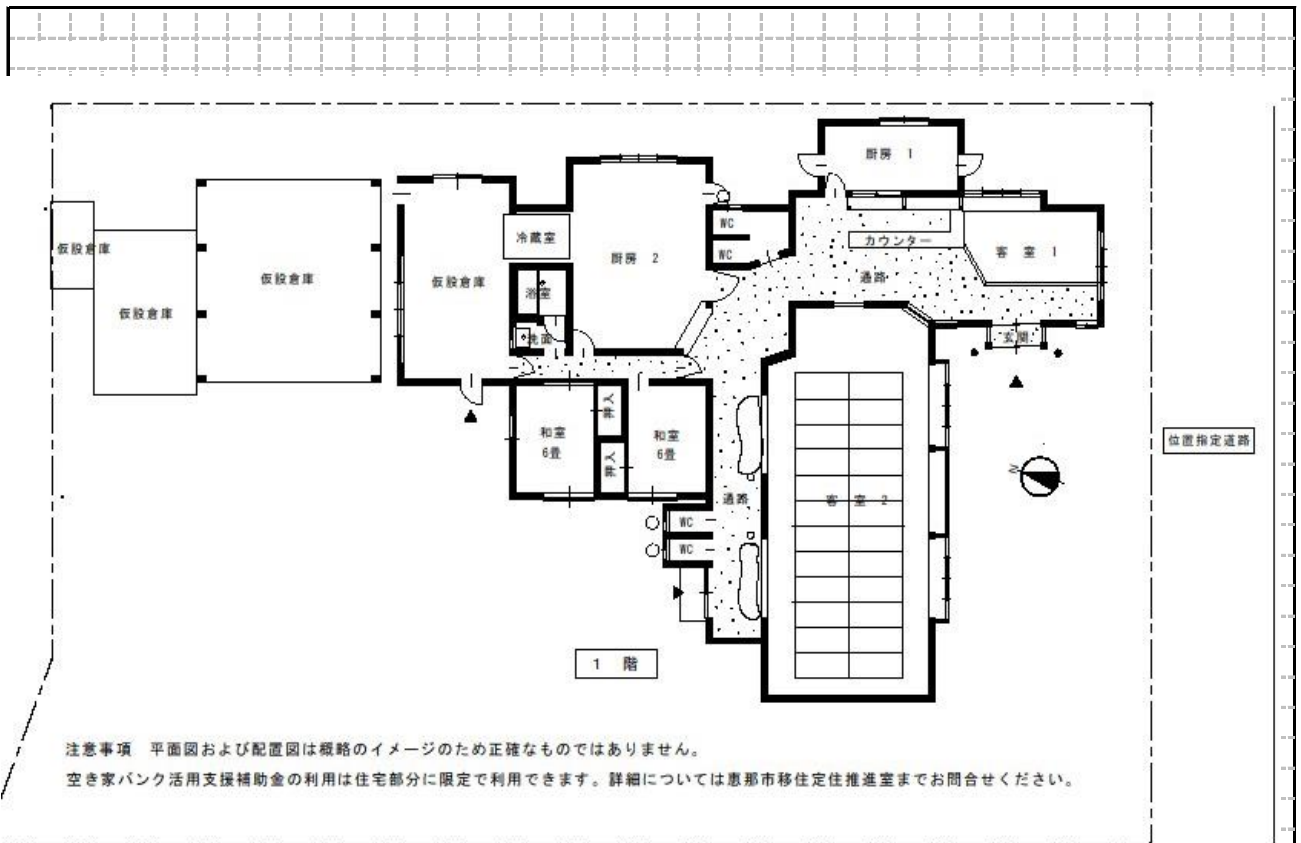 厨房 1
WC
仮設倉庫
冷蔵室
厨房 2
WC
カウンター
客 室 1
仮設倉庫
仮設倉庫
仮設倉庫
浴室
通路
洗面
玄関
和室
6畳
押入
和室
6畳
押入
位置指定道路
N
通路
客 室 2
WC
WC
1 階
注意事項 平面図および配置図は概略のイメージのため正確なものではありません。
空き家バンク活用支援補助金の利用は住宅部分に限定で利用できます。詳細については恵那市移住定住推進室までお問合せください。